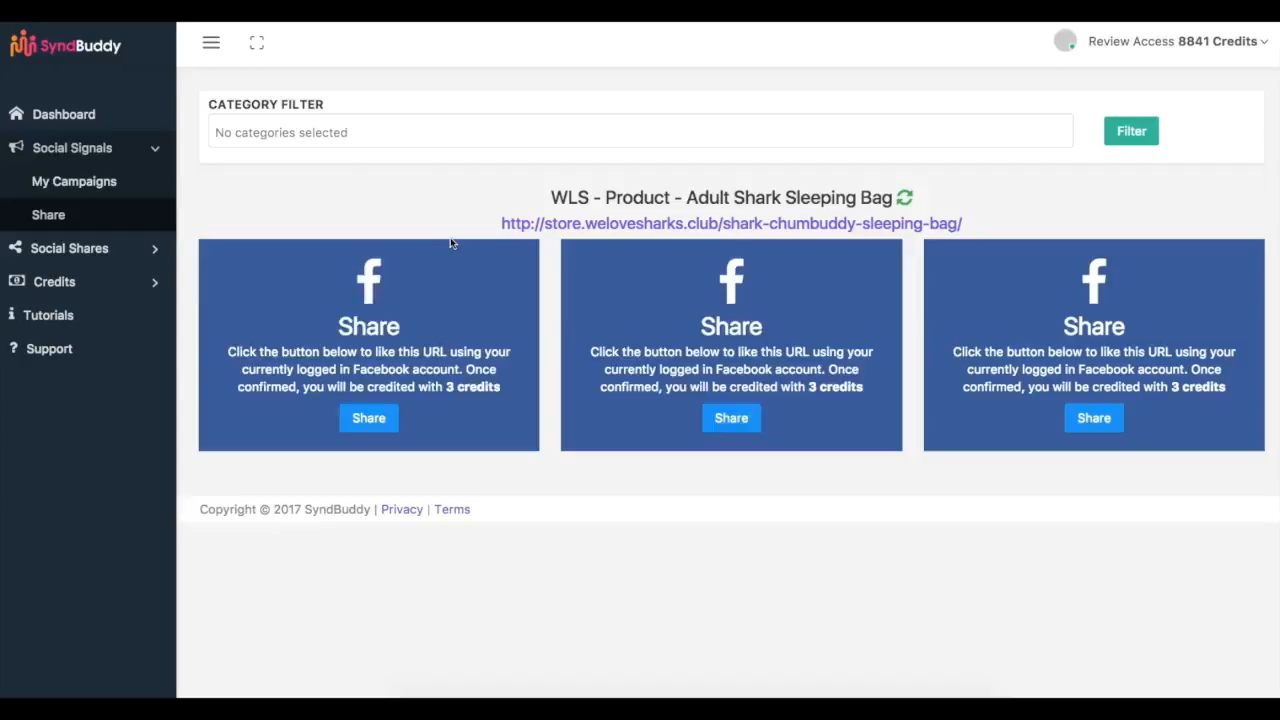 SyndBuddy
Review Access 8841 Credits
Dashboard
Social Signals
My Campaigns
Share
Social Shares
Credits
Tutorials
Support
CATEGORY FILTER
No categories selected
Filter
WLS - Product - Adult Shark Sleeping Bag
http://store.welovesharks.club/shark-chumbuddy-sleeping-bag/
Share
Click the button below to like this URL using your
currently logged in Facebook account. Once
confirmed, you will be credited with 3 credits
Share
Share
Click the button below to like this URL using your
currently logged in Facebook account. Once
confirmed, you will be credited with 3 credits
Share
Share
Click the button below to like this URL using your
currently logged in Facebook account. Once
confirmed, you will be credited with 3 credits
Share
Copyright © 2017 SyndBuddy | Privacy | Terms